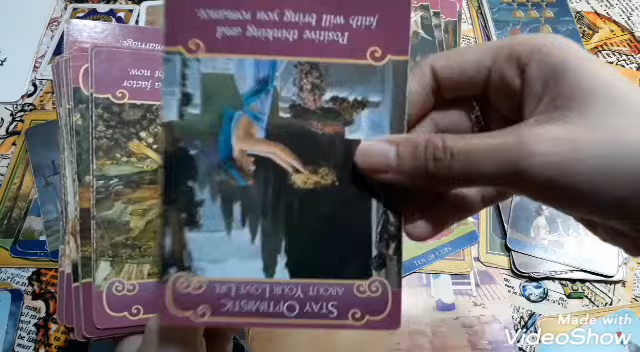 STAY OPTIMISTIC
ABOUT YOUR LOVE LIFE
Positive thinking and
faith will bring you romance.
marriage.
a factor
right now.
TEN OF CUPS
Made with
VideoShow